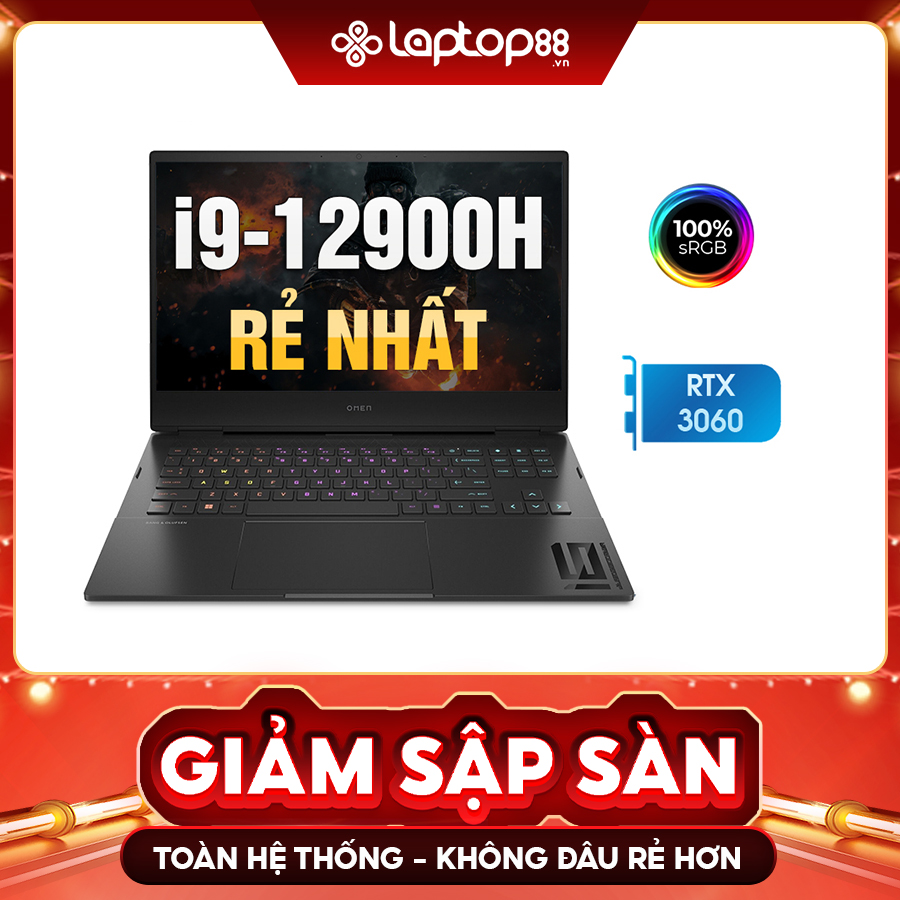 Laptop88
.vn
i9-12900H
RẺ NHẤT
100%
sRGB
OMEN
RTX
3060
GIẢM SẬP SÀN
TOÀN HỆ THỐNG - KHÔNG ĐÂU RẺ HƠN